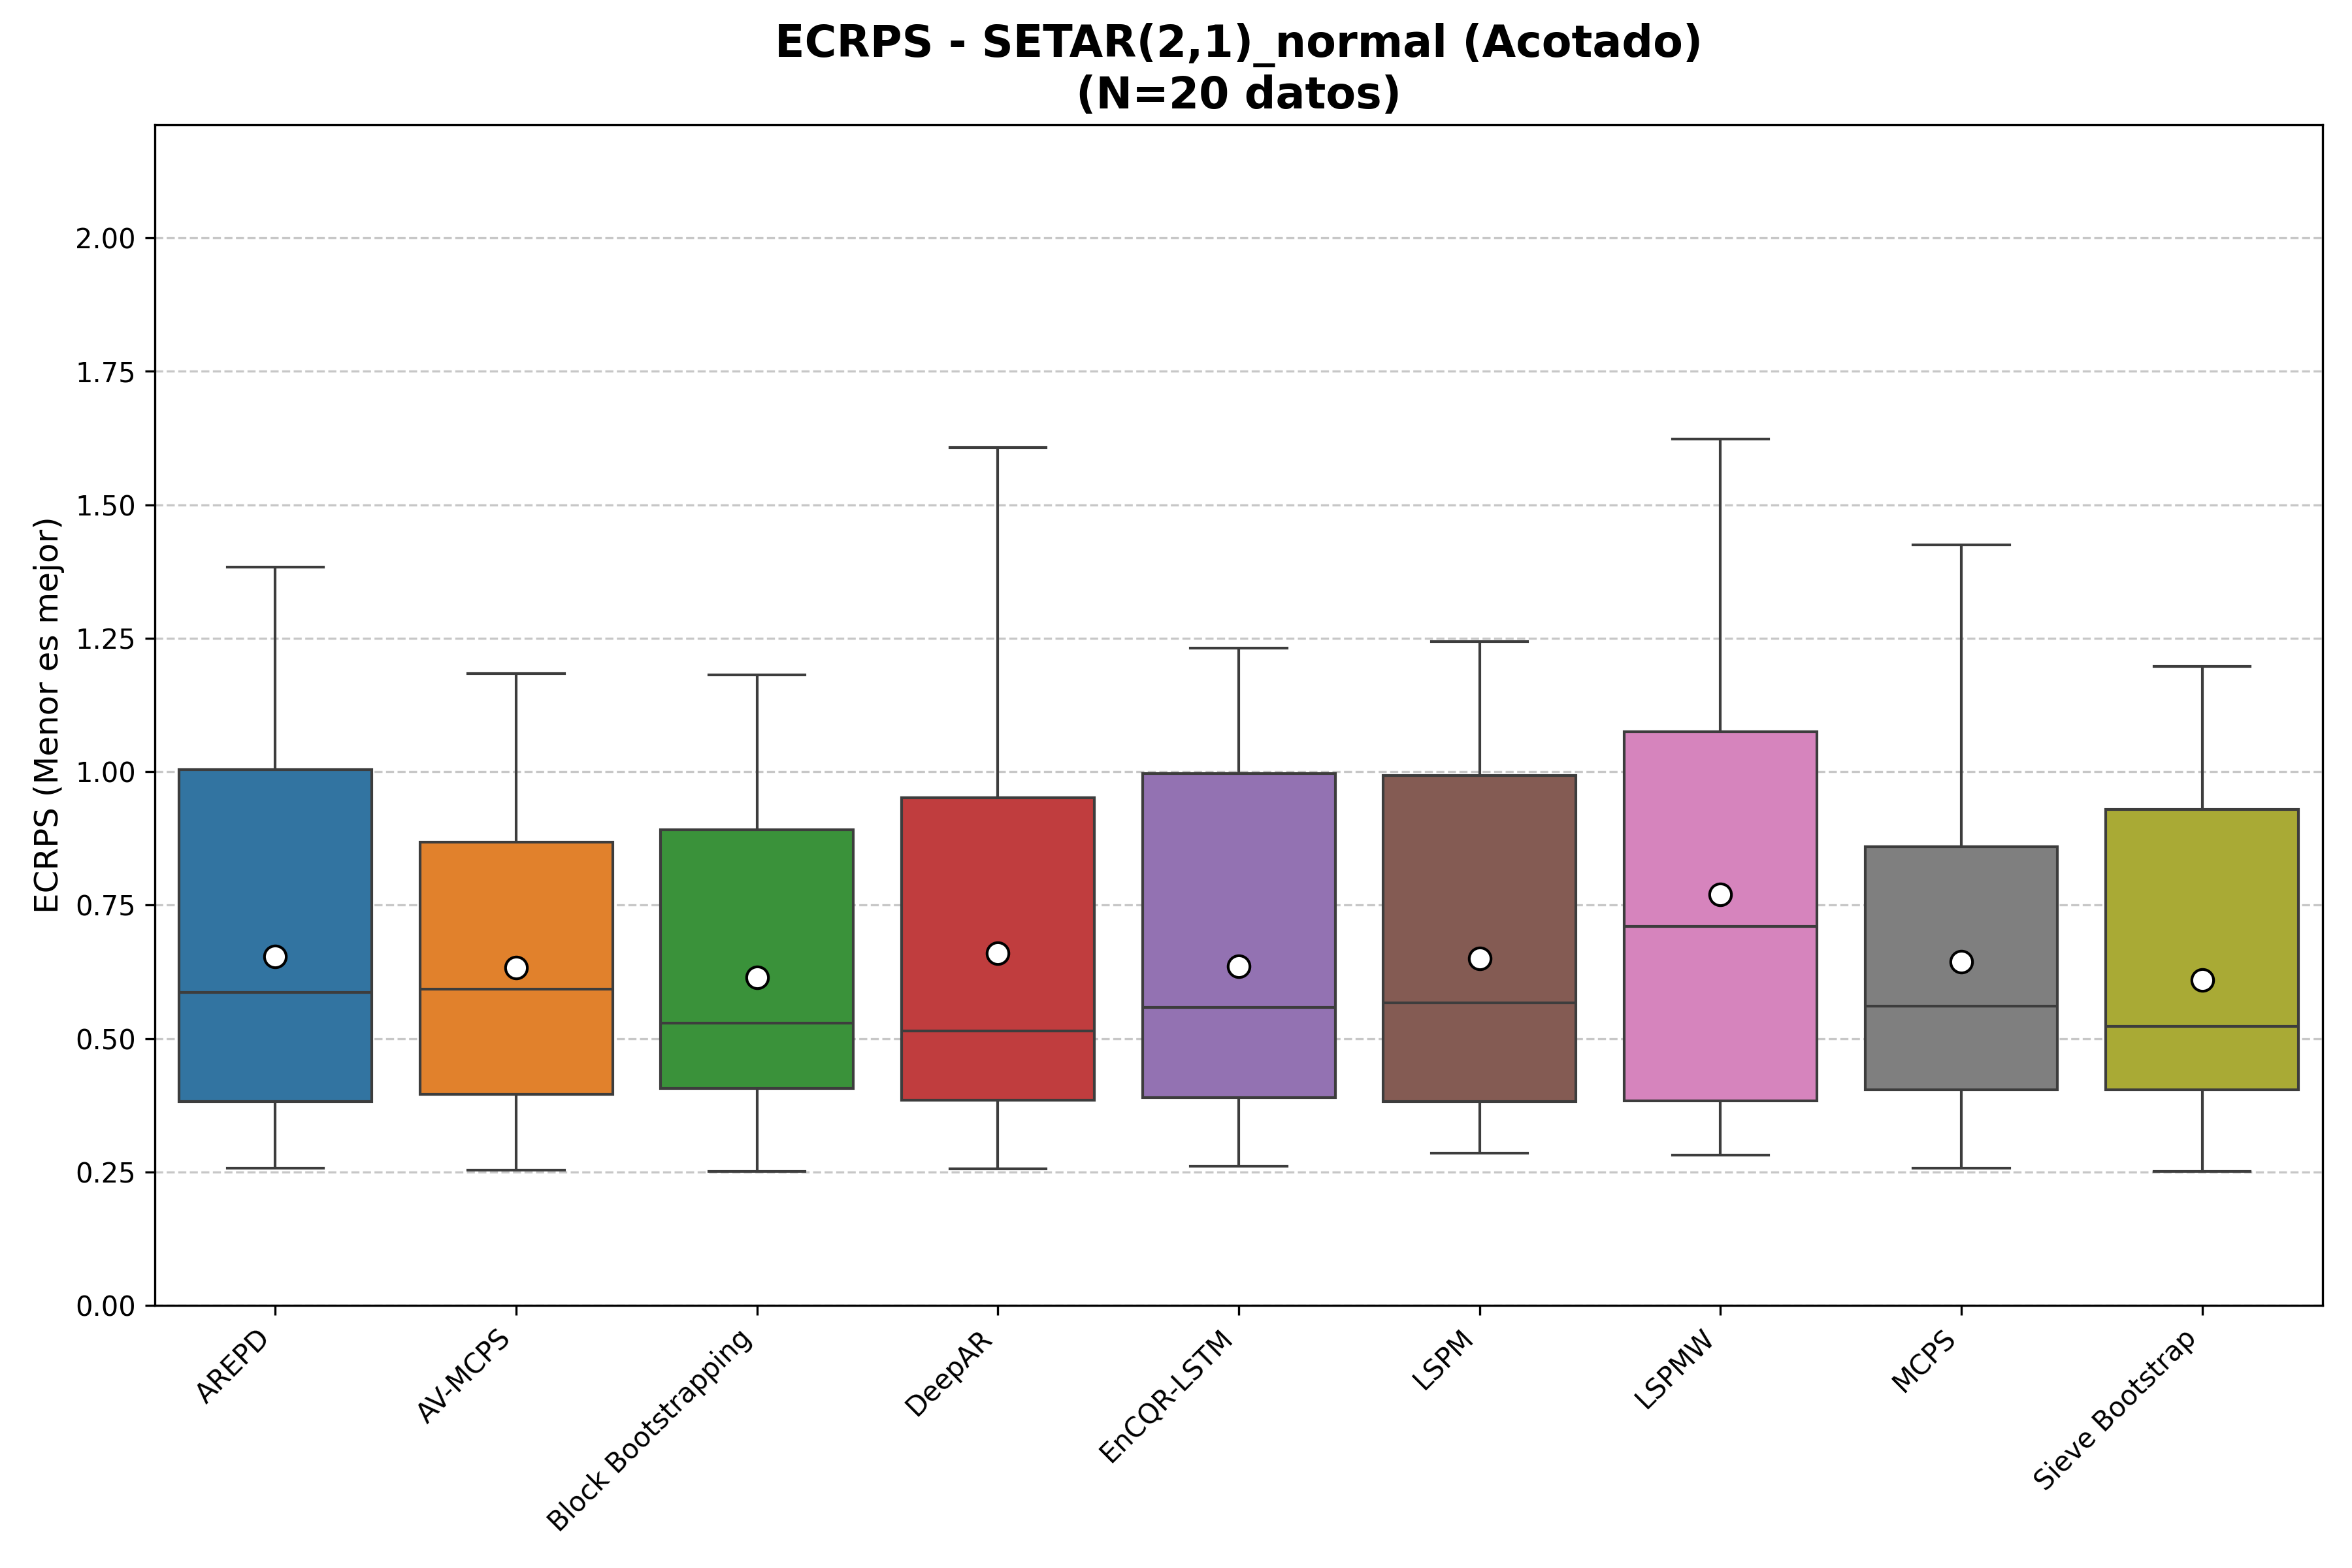 ECRPS - SETAR(2,1)_normal (Acotado)
(N=20 datos)
ECRPS (Menor es mejor)
2.00
1.75
1.50
1.25
1.00
0.75
0.50
0.25
0.00
AREPD
AV-MCPS
Block Bootstrapping
DeepAR
EnCQR-LSTM
LSPM
LSPMW
MCPS
Sieve Bootstrap